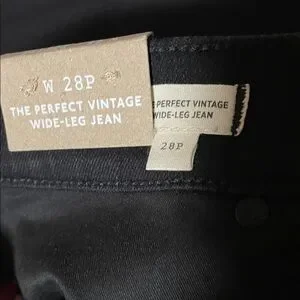 W 28P
THE PERFECT VINTAGE
WIDE-LEG JEAN
PERFECT VINTAGE
WIDE-LEG JEAN
28P